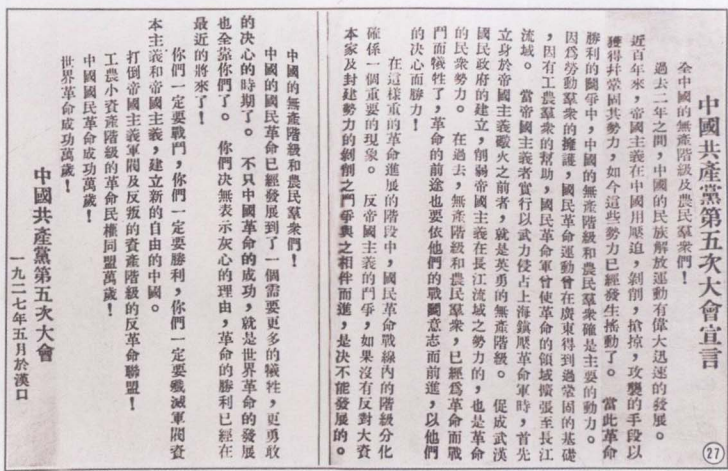 中國共產黨第五次大會宣言
全中國的無產階級及農民羣衆們！
過去二年之間，中國的民族解放運動有偉大迅速的發展。
近百年來，帝國主義在中國用壓迫，剝削，搶掠，攻襲的手段以
獲得幷鞏固其勢力，如今這些勢力已經發生搖動了。 當此革命
勝利的鬭爭中，中國的無產階級和農民羣衆確是主要的動力。
因爲勞動羣衆的擁護，國民革命運動曾在廣東得到過鞏固的基礎
，因有工農羣衆的幫助，國民革命軍曾使革命的領域擴張至長江
流域。 當帝國主義者實行以武力侵占上海鎮壓革命軍時，首先
立身於帝國主義礮火之前者，就是英勇的無產階級。 促成武漢
國民政府的建立，削弱帝國主義在長江流域之勢力的，也是革命
的民衆勢力。 在過去，無產階級和農民羣衆，已經爲革命而戰
鬥而犧牲了，革命的前途也要依他們的戰鬭意志而前進，以他們
的決心而勝力！
在這樣重的革命進展的階段中，國民革命戰線內的階級分化
確係一個重要的現象。 反帝國主義的鬥爭，如果沒有反對大資
本家及封建勢力的剝削之鬥爭與之相伴而進，是決不能發展的。
中國的無產階級和農民羣衆們！
中國的國民革命已經發展到了一個需要更多的犧牲，更勇敢
的決心的時期了。 不只中國革命的成功，就是世界革命的發展
也全靠你們了。 你們決無表示灰心的理由，革命的勝利已經在
最近的將來了！
你們一定要戰鬥，你們一定要勝利，你們一定要殲滅軍閥資
本主義和帝國主義，建立新的自由的中國。
打倒帝國主義軍閥及反叛的資產階級的反革命聯盟！
工農小資產階級的革命民權同盟萬歲！
中國國民革命成功萬歲！
世界革命成功萬歲！
中國共產黨第五次大會
一九二七年五月於漢口
27